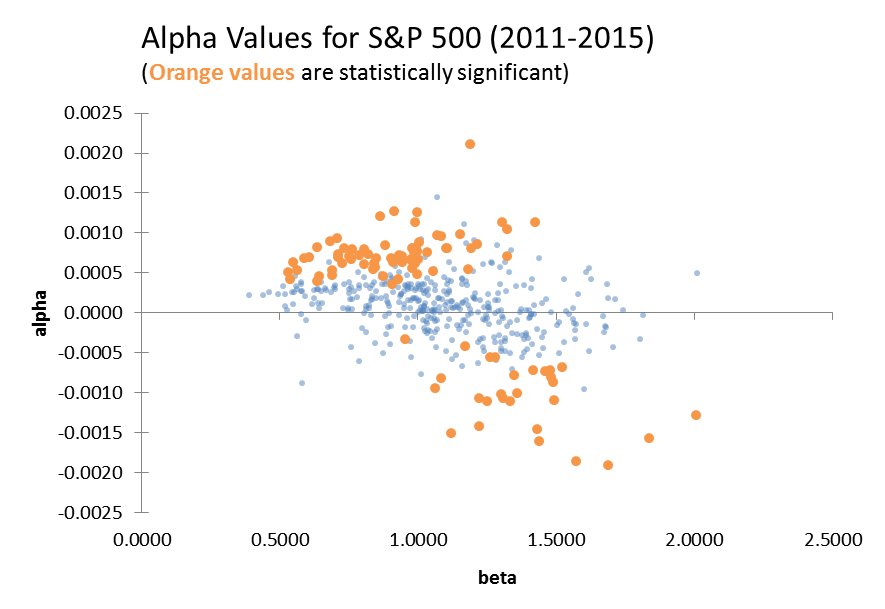 Alpha Values for S&P 500 (2011-2015)
(Orange values are statistically significant)
0.0025
0.0020
0.0015
0.0010
0.0005
0.0000
-0.0005
-0.0010
-0.0015
-0.0020
-0.0025
alpha
0.0000 0.5000 1.0000 1.5000 2.0000 2.5000
beta